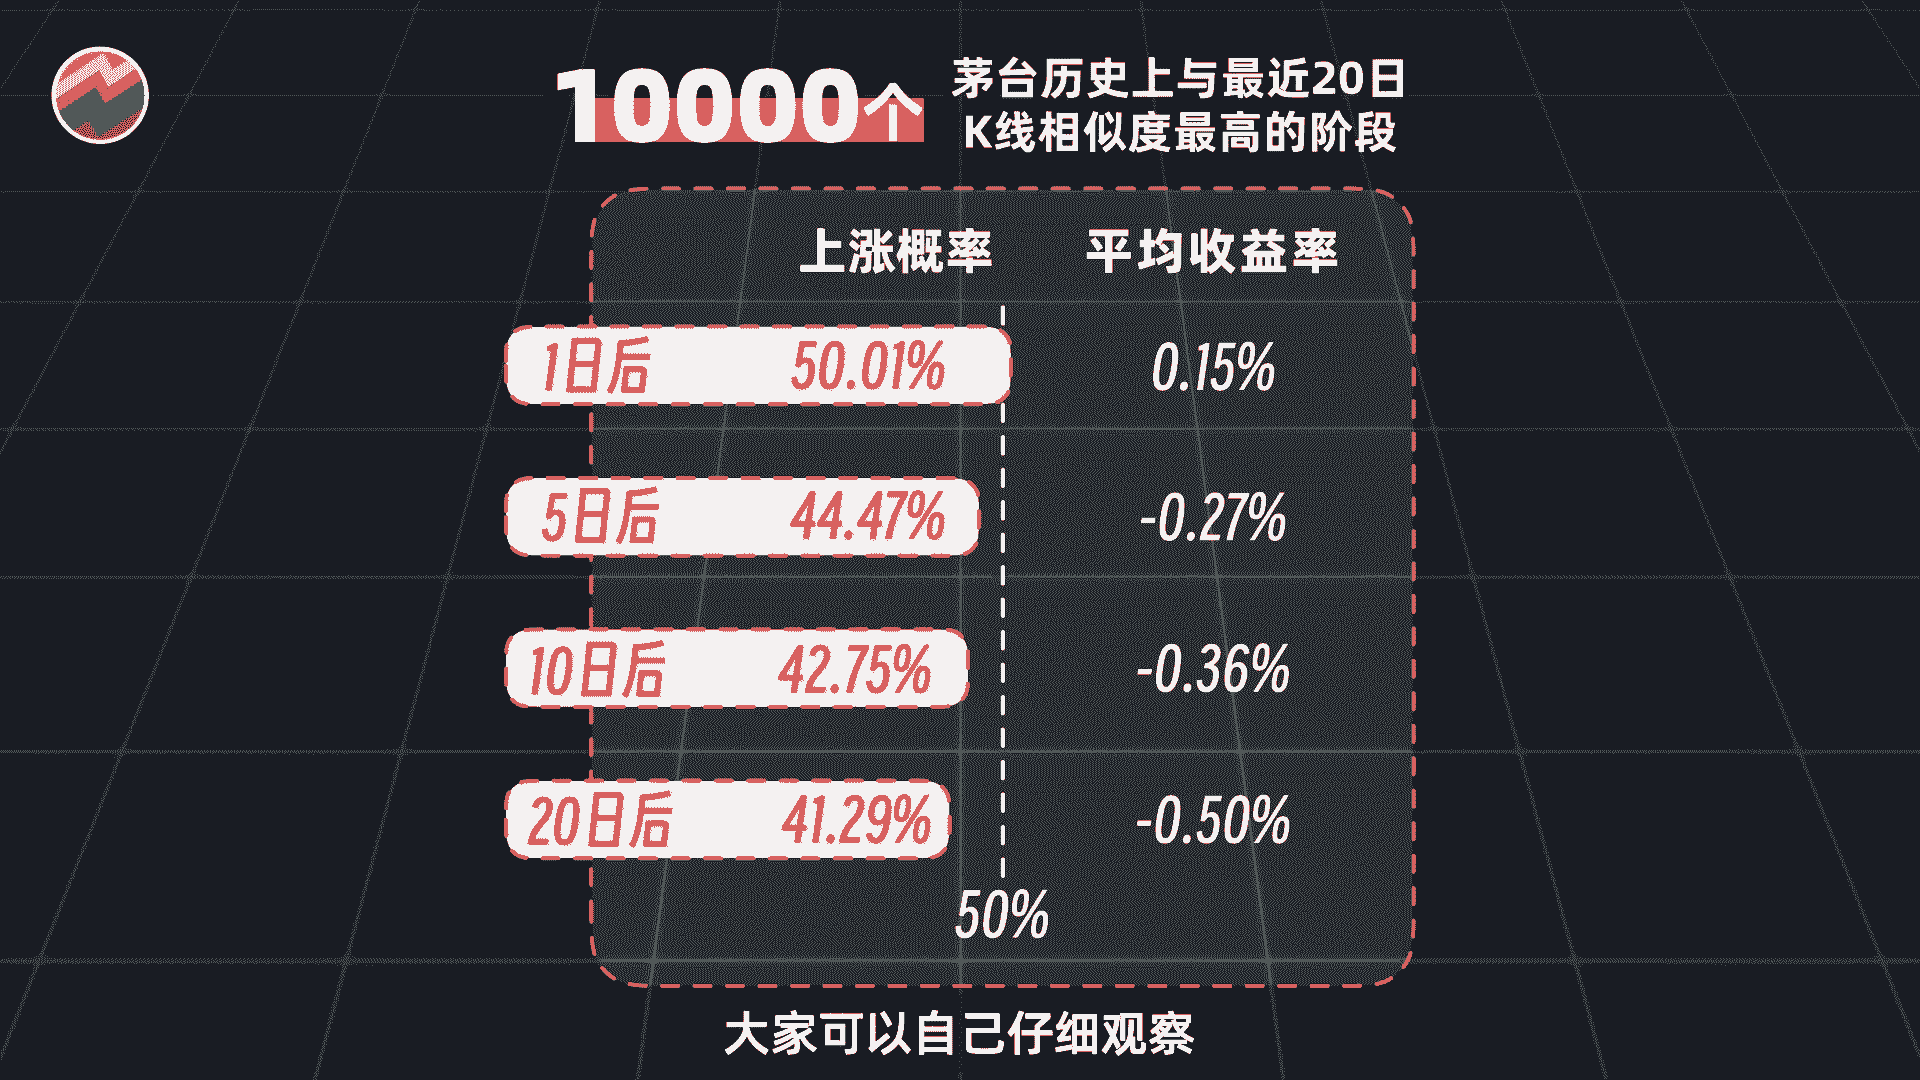 10000个
茅台历史上与最近20日
K线相似度最高的阶段
上涨概率 平均收益率
1日后 50.01% 0.15%
5日后 44.47% -0.27%
10日后 42.75% -0.36%
20日后 41.29% -0.50%
50%
大家可以自己仔细观察